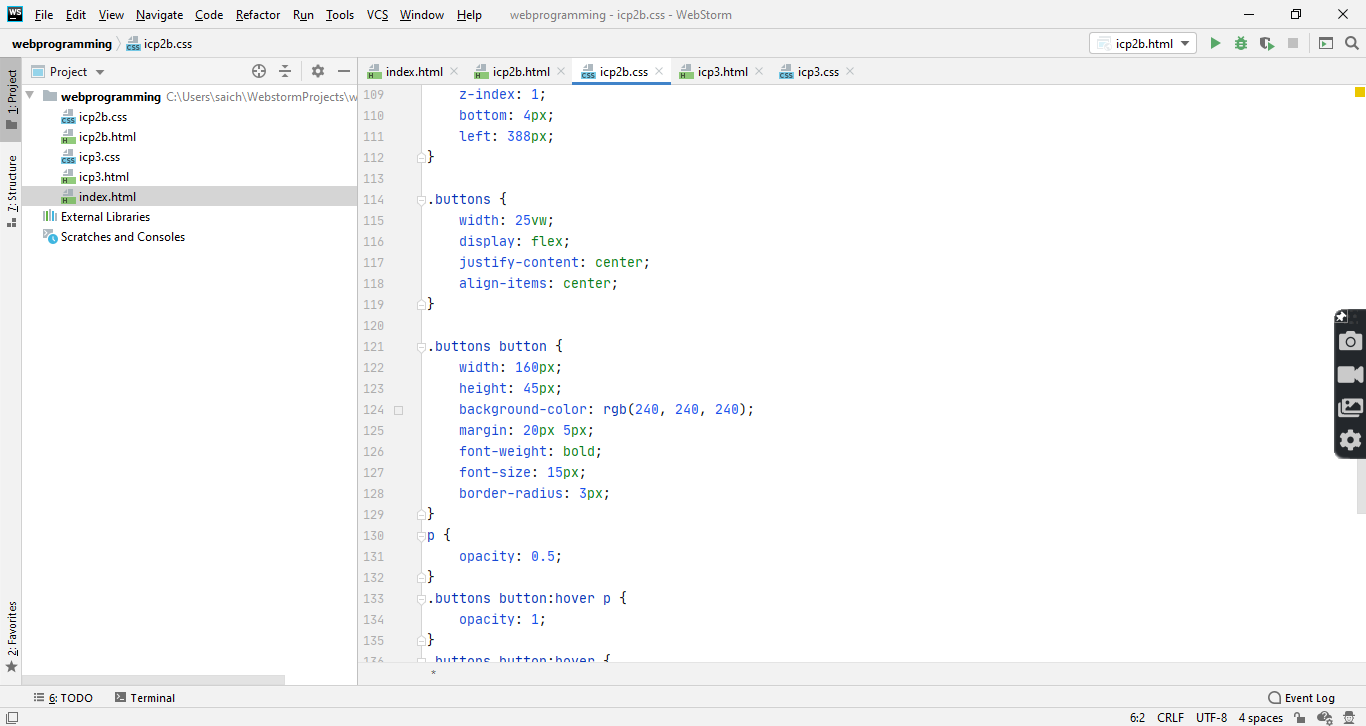 WS File Edit View Navigate Code Refactor Run Tools VCS Window Help webprogramming - icp2b.css - WebStorm
webprogramming icp2b.css icp2b.html
Project index.html icp2b.html icp2b.css icp3.html icp3.css
1: Project
7: Structure
2: Favorites
webprogramming C:\Users\saich\WebstormProjects\w
icp2b.css
icp2b.html
icp3.css
icp3.html
index.html
External Libraries
Scratches and Consoles
109 z-index: 1;
110 bottom: 4px;
111 left: 388px;
112 }
113
114 .buttons {
115 width: 25vw;
116 display: flex;
117 justify-content: center;
118 align-items: center;
119 }
120
121 .buttons button {
122 width: 160px;
123 height: 45px;
124 background-color: rgb(240, 240, 240);
125 margin: 20px 5px;
126 font-weight: bold;
127 font-size: 15px;
128 border-radius: 3px;
129 }
130 p {
131 opacity: 0.5;
132 }
133 .buttons button:hover p {
134 opacity: 1;
135 }
136 .buttons button:hover {
*
6: TODO Terminal Event Log
6:2 CRLF UTF-8 4 spaces